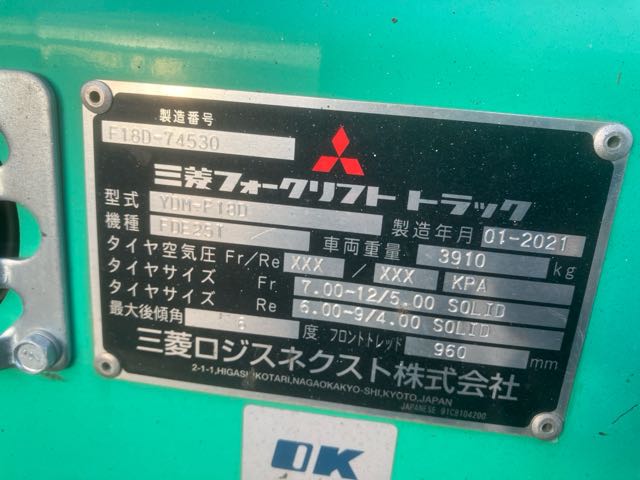 製造番号
F18D-74530
三菱フォークリフト トラック
型式 YDM-F18D 製造年月 01-2021
機種 FDE25T 車両重量 3910 kg
タイヤ空気圧 Fr/Re XXX / XXX KPA
タイヤサイズ Fr 7.00-12/5.00 SOLID
タイヤサイズ Re 6.00-9/4.00 SOLID
最大後傾角 6 度 フロントトレッド 960 mm
三菱ロジスネクスト株式会社
2-1-1,HIGASHIKOTARI,NAGAOKAKYO-SHI,KYOTO,JAPAN
JAPANESE 91CB104200
OK